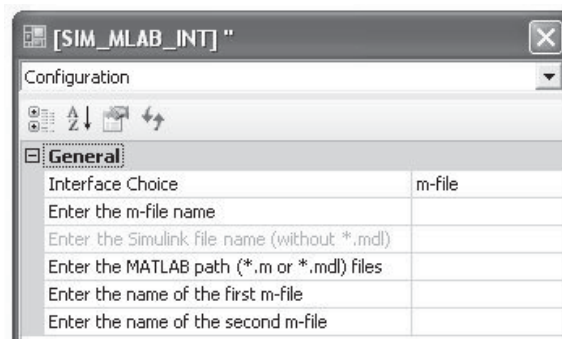 [SIM_MLAB_INT] "
Configuration
General
Interface Choice m-file
Enter the m-file name
Enter the Simulink file name (without *.mdl)
Enter the MATLAB path (*.m or *.mdl) files
Enter the name of the first m-file
Enter the name of the second m-file